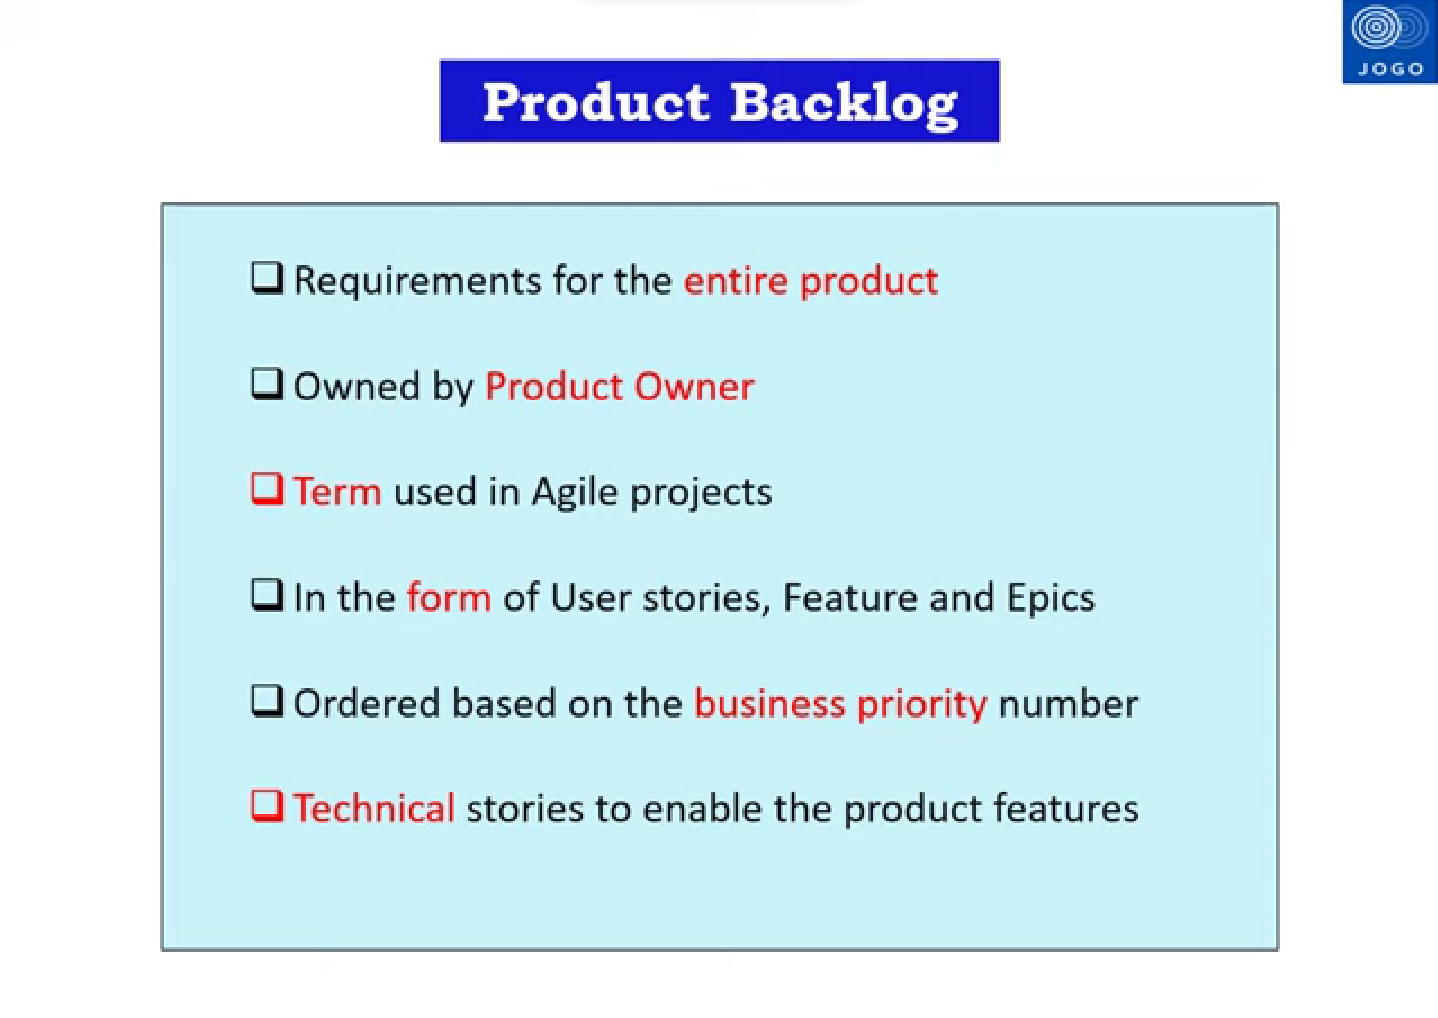 JOGO
Product Backlog
Requirements for the entire product
Owned by Product Owner
Term used in Agile projects
In the form of User stories, Feature and Epics
Ordered based on the business priority number
Technical stories to enable the product features